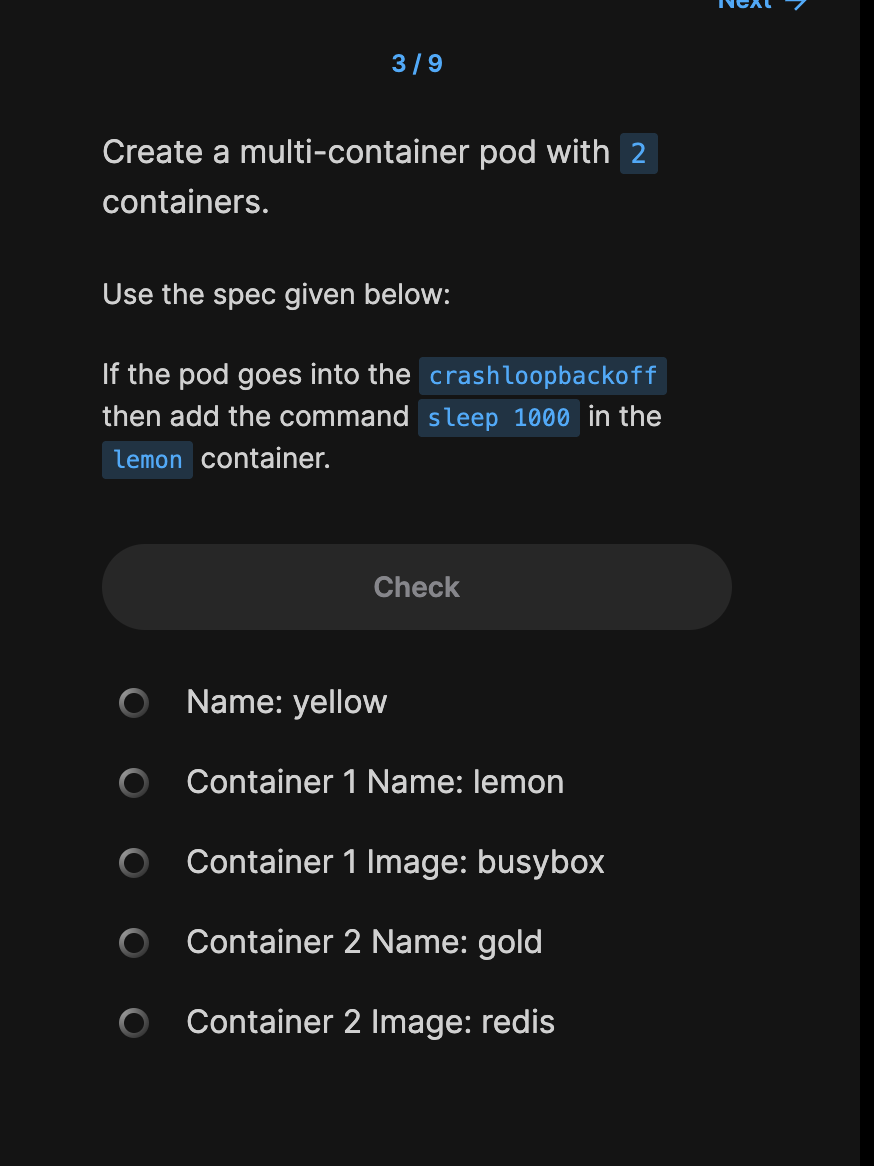 Next →
3 / 9
Create a multi-container pod with 2
containers.
Use the spec given below:
If the pod goes into the crashloopbackoff
then add the command sleep 1000 in the
lemon container.
Check
Name: yellow
Container 1 Name: lemon
Container 1 Image: busybox
Container 2 Name: gold
Container 2 Image: redis